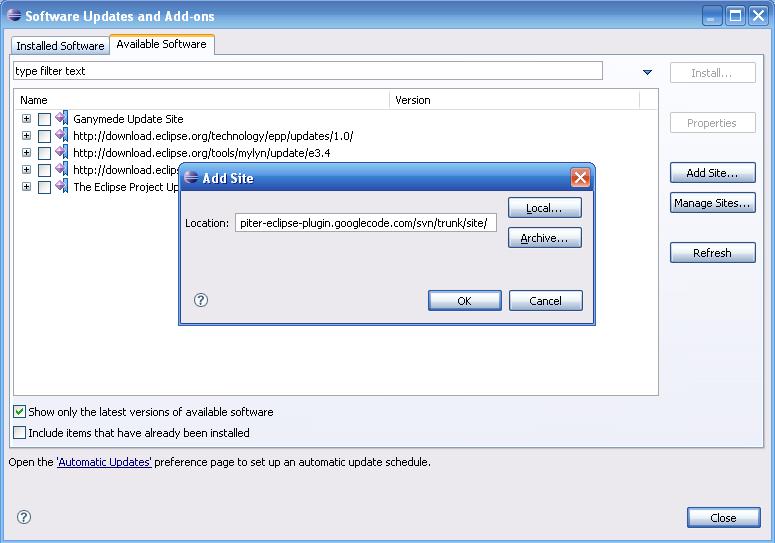 Software Updates and Add-ons
Installed Software
Available Software
type filter text
Install...
Name
Version
Ganymede Update Site
http://download.eclipse.org/technology/epp/updates/1.0/
Properties
http://download.eclipse.org/tools/mylyn/update/e3.4
http://download.eclips
The Eclipse Project Up
Add Site...
Manage Sites...
Refresh
Add Site
Location:
piter-eclipse-plugin.googlecode.com/svn/trunk/site/
Local...
Archive...
?
OK
Cancel
Show only the latest versions of available software
Include items that have already been installed
Open the 'Automatic Updates' preference page to set up an automatic update schedule.
?
Close